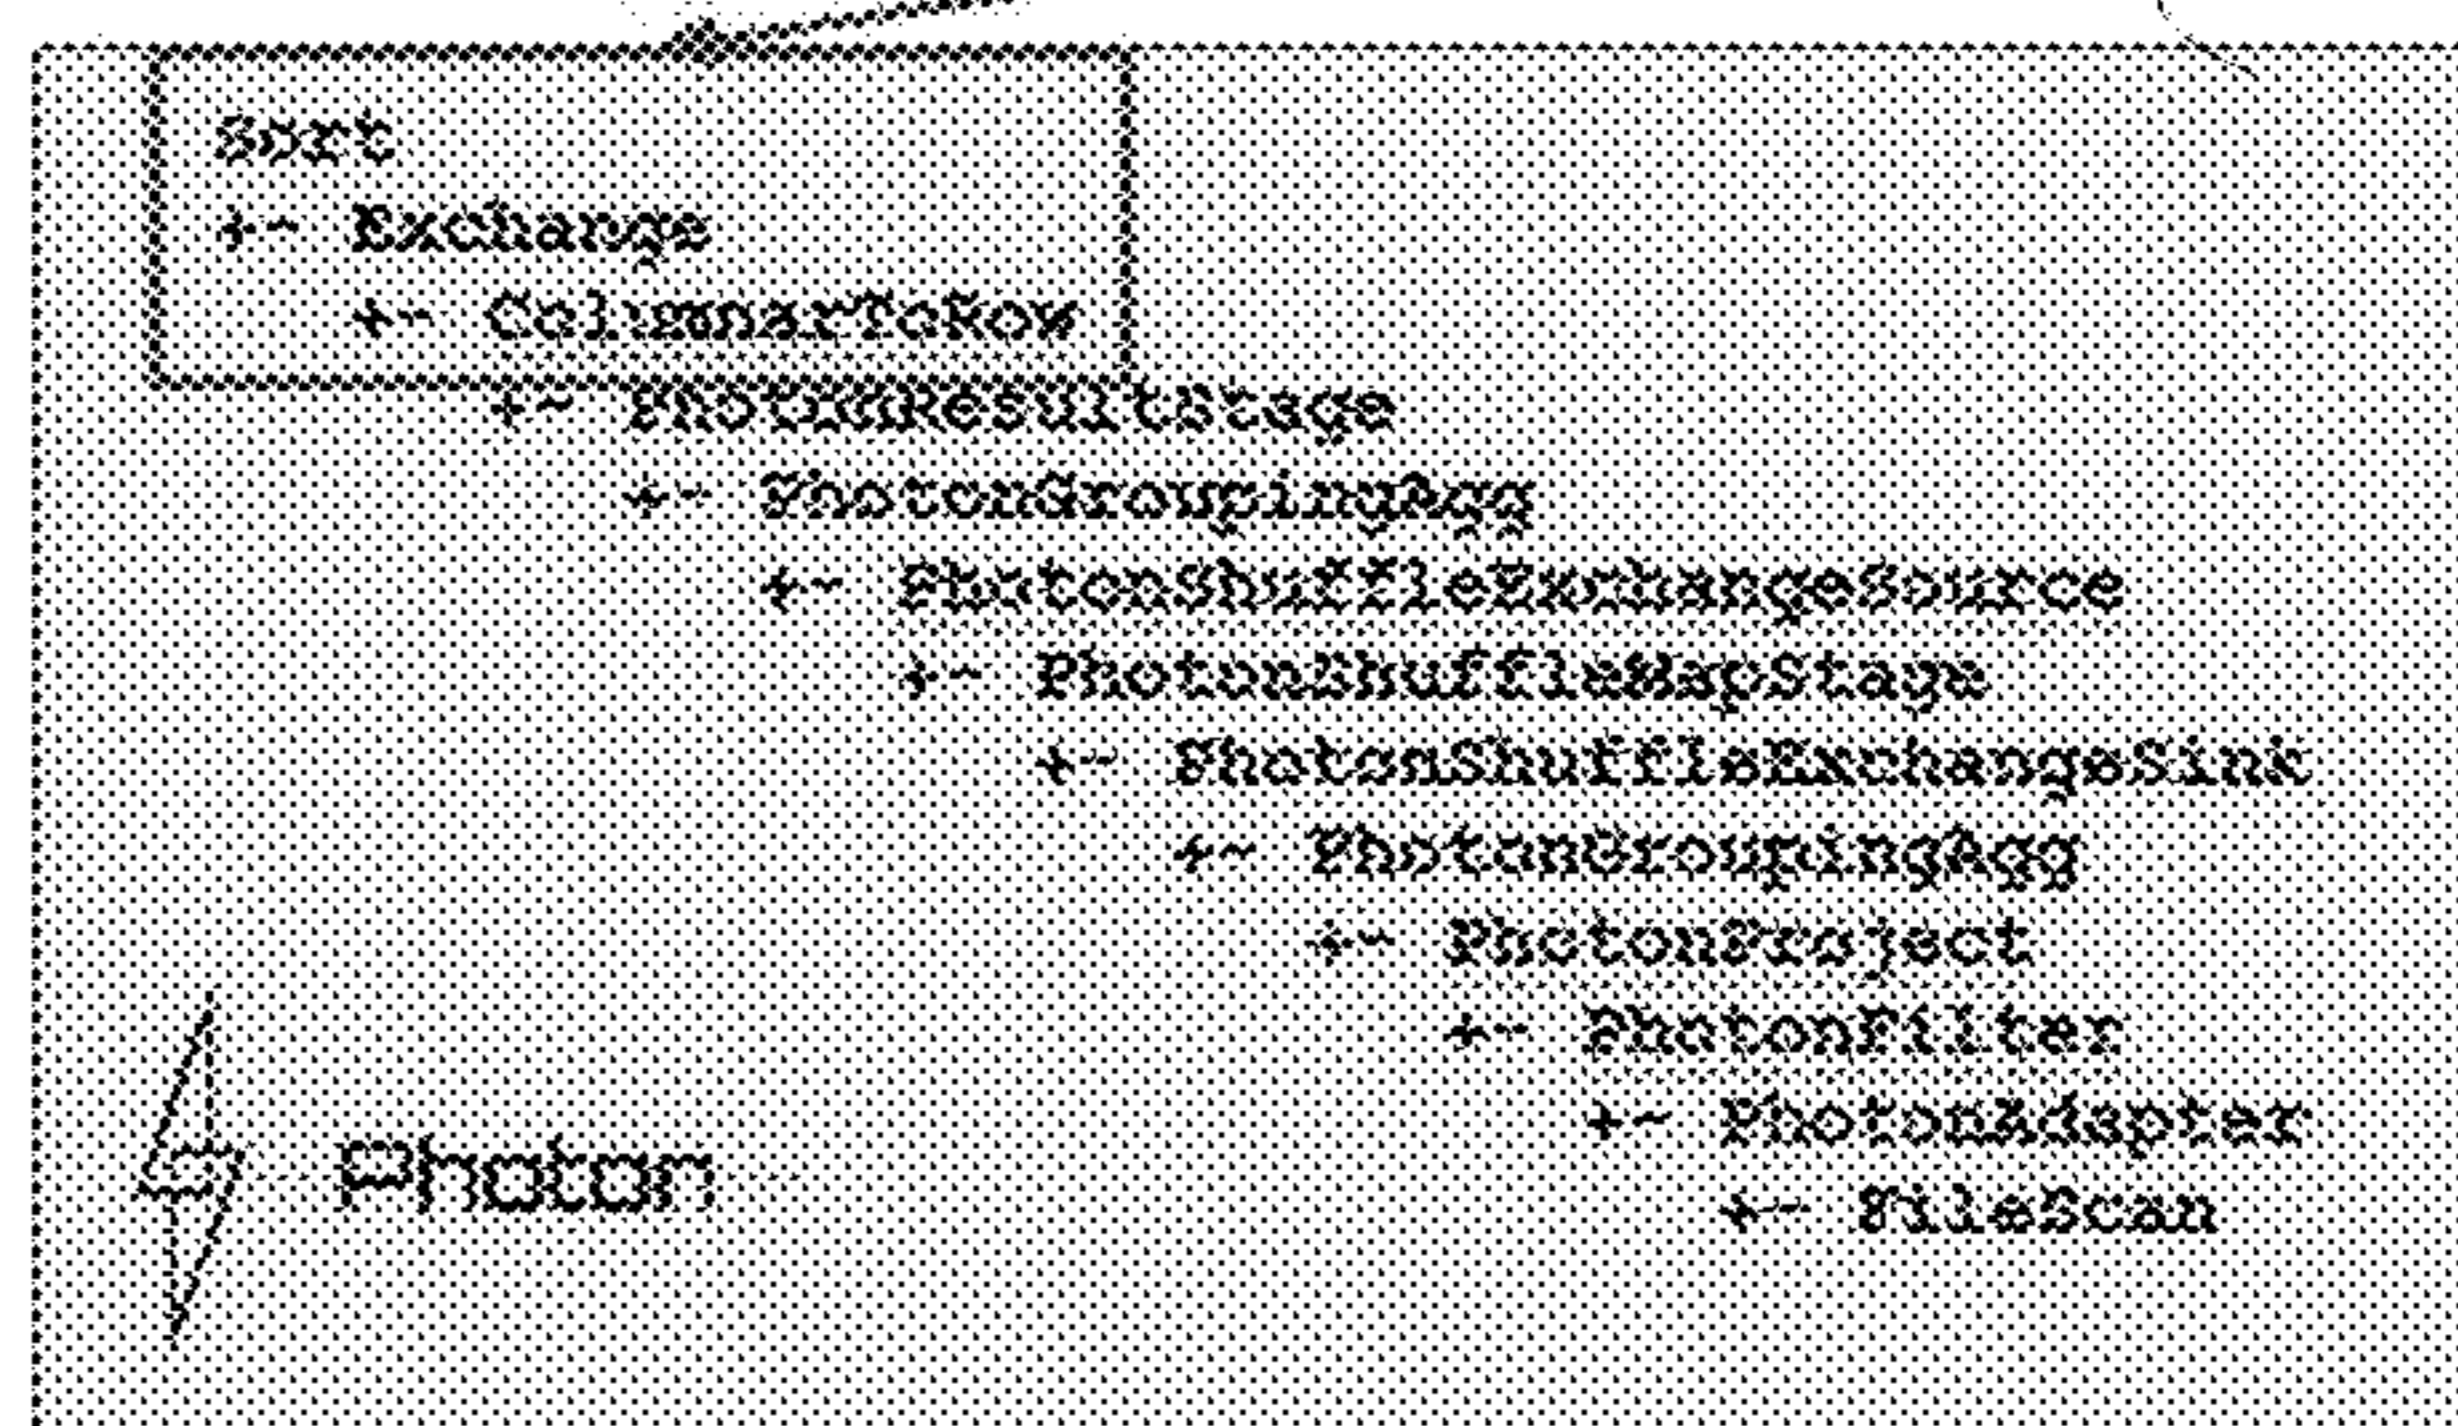 Sort
+- Exchange
+- ColumnarToRow
+- PhotonResultStage
+- PhotonGroupingAgg
+- PhotonShuffleExchangeSource
+- PhotonShuffleMapStage
+- PhotonShuffleExchangeSink
+- PhotonGroupingAgg
+- PhotonProject
+- PhotonFilter
+- PhotonAdapter
+- FileScan
Photon